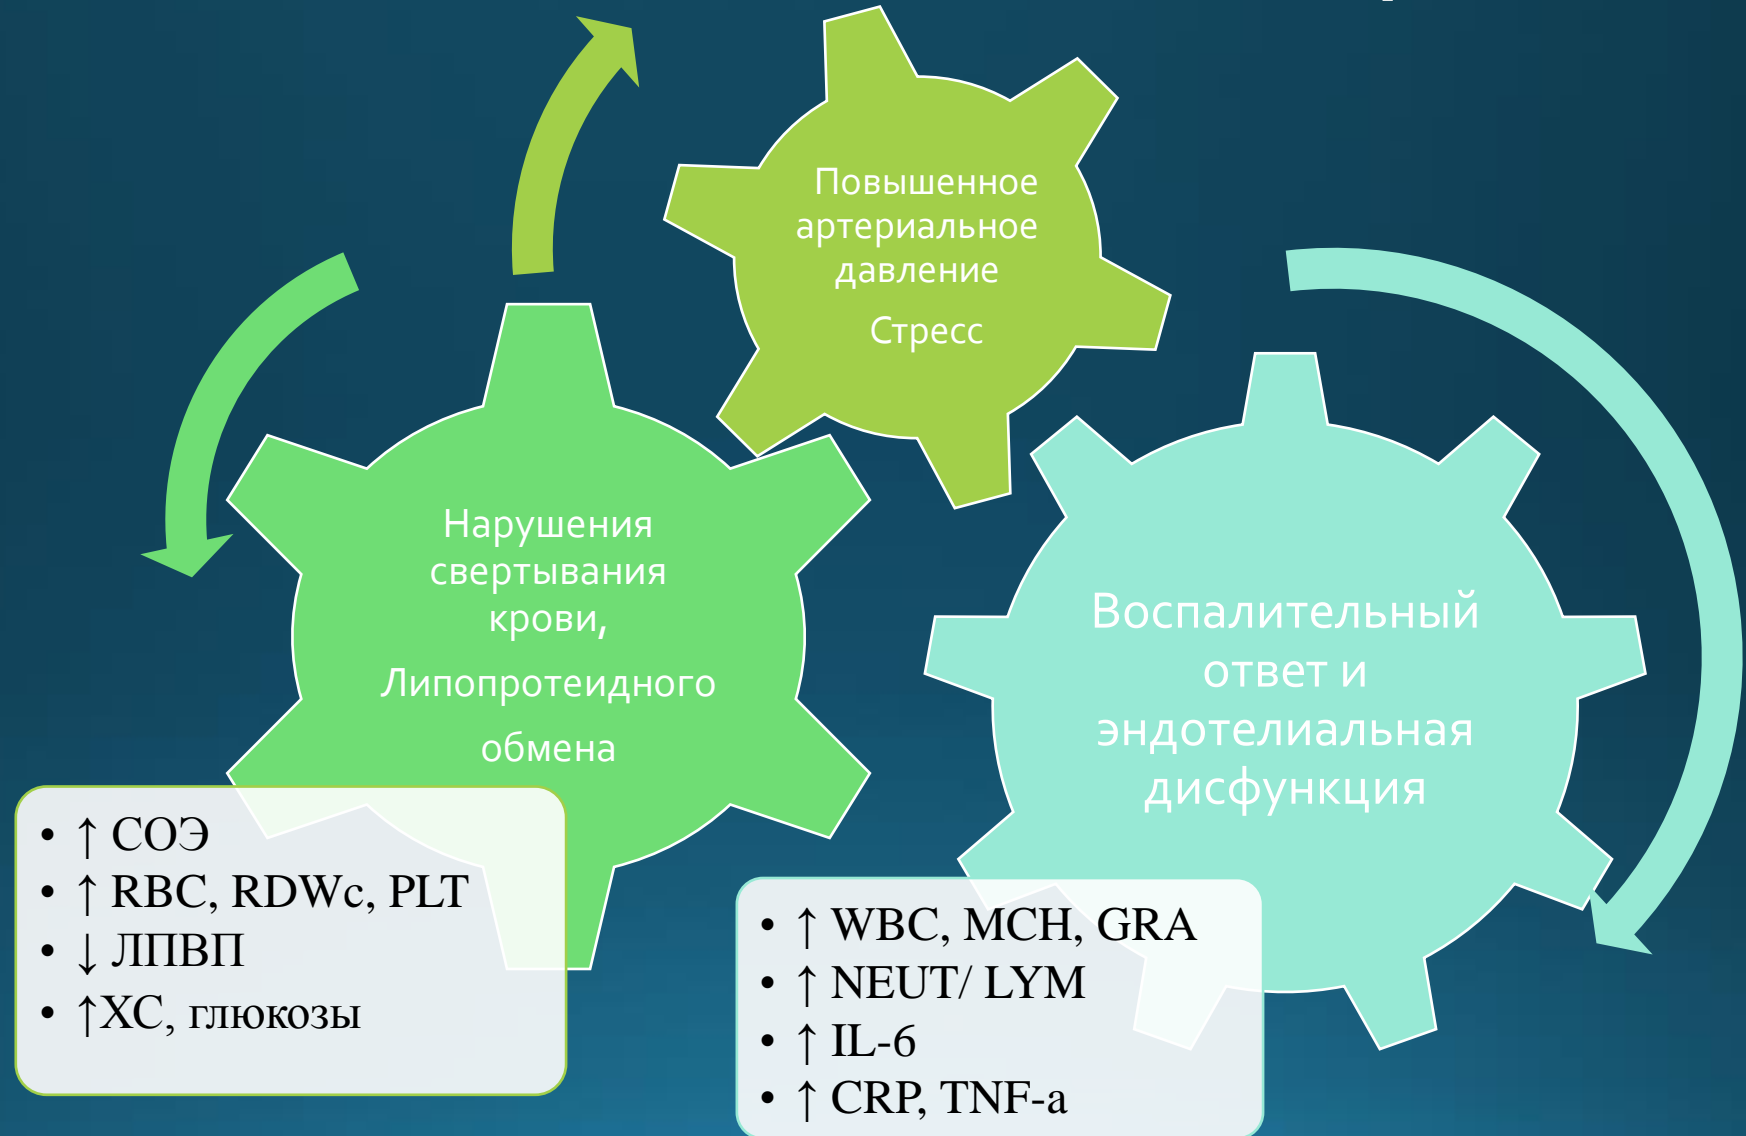 Повышенное
артериальное
давление
Стресс
Нарушения
свертывания
крови,
Липопротеидного
обмена
Воспалительный
ответ и
эндотелиальная
дисфункция
• ↑ СОЭ
• ↑ RBC, RDWc, PLT
• ↓ ЛПВП
• ↑ХС, глюкозы
• ↑ WBC, MCH, GRA
• ↑ NEUT/ LYM
• ↑ IL-6
• ↑ CRP, TNF-a